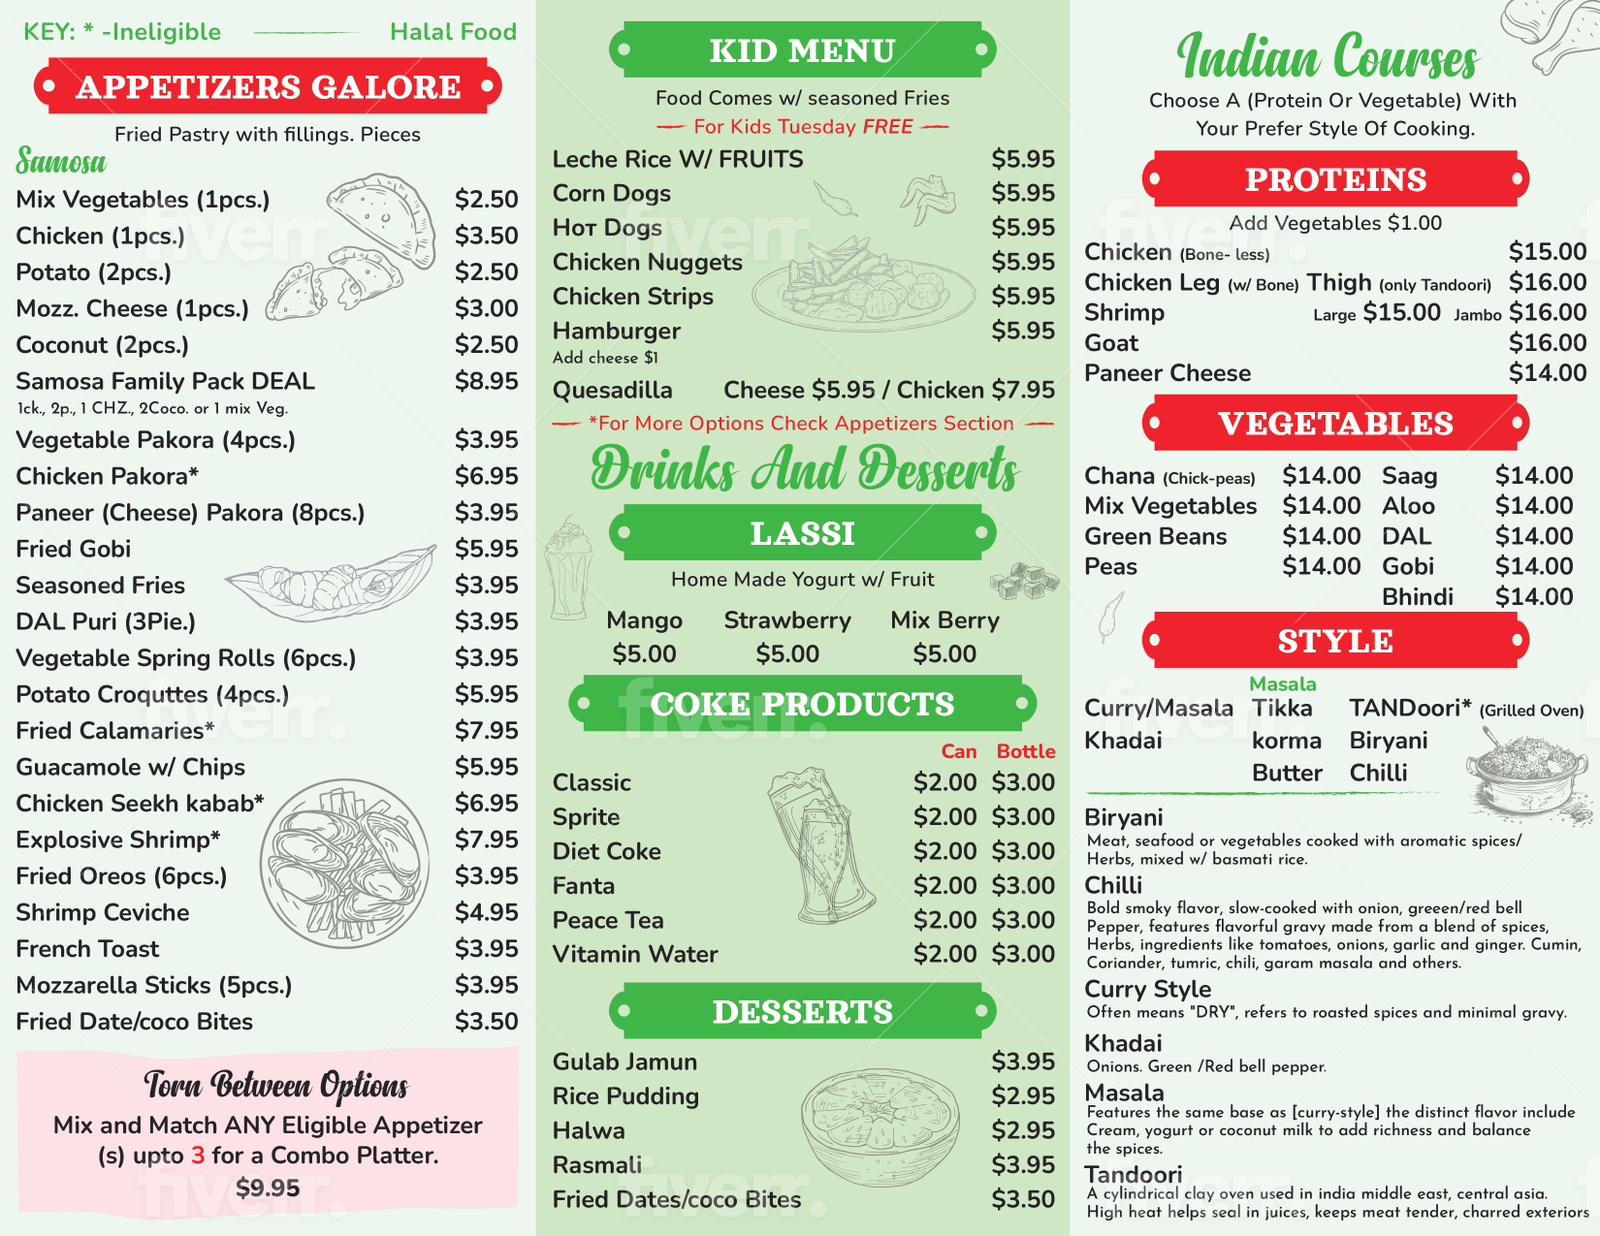 KEY: * -Ineligible Halal Food
APPETIZERS GALORE
Fried Pastry with fillings. Pieces
Samosa
Mix Vegetables (1pcs.) $2.50
Chicken (1pcs.) $3.50
Potato (2pcs.) $2.50
Mozz. Cheese (1pcs.) $3.00
Coconut (2pcs.) $2.50
Samosa Family Pack DEAL $8.95
1ck., 2p., 1 CHZ., 2Coco. or 1 mix Veg.
Vegetable Pakora (4pcs.) $3.95
Chicken Pakora* $6.95
Paneer (Cheese) Pakora (8pcs.) $3.95
Fried Gobi $5.95
Seasoned Fries $3.95
DAL Puri (3Pie.) $3.95
Vegetable Spring Rolls (6pcs.) $3.95
Potato Croquttes (4pcs.) $5.95
Fried Calamaries* $7.95
Guacamole w/ Chips $5.95
Chicken Seekh kabab* $6.95
Explosive Shrimp* $7.95
Fried Oreos (6pcs.) $3.95
Shrimp Ceviche $4.95
French Toast $3.95
Mozzarella Sticks (5pcs.) $3.95
Fried Date/coco Bites $3.50
Torn Between Options
Mix and Match ANY Eligible Appetizer
(s) upto 3 for a Combo Platter.
$9.95
KID MENU
Food Comes w/ seasoned Fries
For Kids Tuesday FREE
Leche Rice W/ FRUITS $5.95
Corn Dogs $5.95
Hot Dogs $5.95
Chicken Nuggets $5.95
Chicken Strips $5.95
Hamburger $5.95
Add cheese $1
Quesadilla Cheese $5.95 / Chicken $7.95
*For More Options Check Appetizers Section
Drinks And Desserts
LASSI
Home Made Yogurt w/ Fruit
Mango Strawberry Mix Berry
$5.00 $5.00 $5.00
COKE PRODUCTS
Can Bottle
Classic $2.00 $3.00
Sprite $2.00 $3.00
Diet Coke $2.00 $3.00
Fanta $2.00 $3.00
Peace Tea $2.00 $3.00
Vitamin Water $2.00 $3.00
DESSERTS
Gulab Jamun $3.95
Rice Pudding $2.95
Halwa $2.95
Rasmali $3.95
Fried Dates/coco Bites $3.50
Indian Courses
Choose A (Protein Or Vegetable) With
Your Prefer Style Of Cooking.
PROTEINS
Add Vegetables $1.00
Chicken (Bone- less) $15.00
Chicken Leg (w/ Bone) Thigh (only Tandoori) $16.00
Shrimp Large $15.00 Jambo $16.00
Goat $16.00
Paneer Cheese $14.00
VEGETABLES
Chana (Chick-peas) $14.00 Saag $14.00
Mix Vegetables $14.00 Aloo $14.00
Green Beans $14.00 DAL $14.00
Peas $14.00 Gobi $14.00
Bhindi $14.00
STYLE
Masala
Curry/Masala Tikka TANDoori* (Grilled Oven)
Khadai korma Biryani
Butter Chilli
Biryani
Meat, seafood or vegetables cooked with aromatic spices/
Herbs, mixed w/ basmati rice.
Chilli
Bold smoky flavor, slow-cooked with onion, greeen/red bell
Pepper, features flavorful gravy made from a blend of spices,
Herbs, ingredients like tomatoes, onions, garlic and ginger. Cumin,
Coriander, tumric, chili, garam masala and others.
Curry Style
Often means "DRY", refers to roasted spices and minimal gravy.
Khadai
Onions. Green /Red bell pepper.
Masala
Features the same base as [curry-style] the distinct flavor include
Cream, yogurt or coconut milk to add richness and balance
the spices.
Tandoori
A cylindrical clay oven used in india middle east, central asia.
High heat helps seal in juices, keeps meat tender, charred exteriors
fiverr.
fiverr.
fiverr.
fiverr.
fiverr.
fiverr.
fiverr.
fiverr.
fiverr.